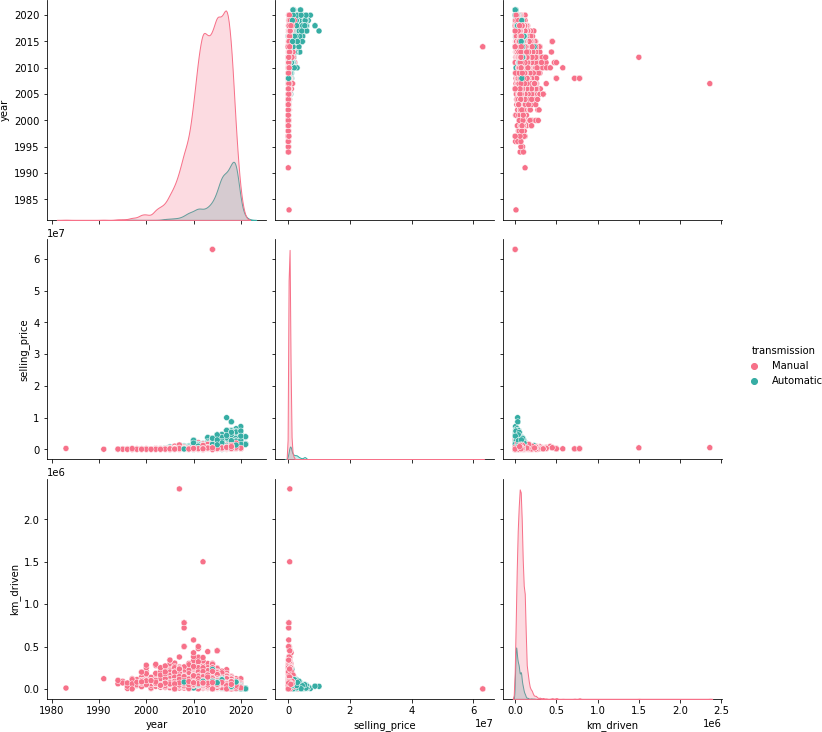 2020
2015
2010
2005
2000
1995
1990
1985
year
1e7
6
5
4
3
2
1
0
selling_price
transmission
Manual
Automatic
1e6
2.0
1.5
1.0
0.5
0.0
km_driven
1980 1990 2000 2010 2020
year
0 2 4 6
selling_price 1e7
0.0 0.5 1.0 1.5 2.0 2.5
km_driven 1e6